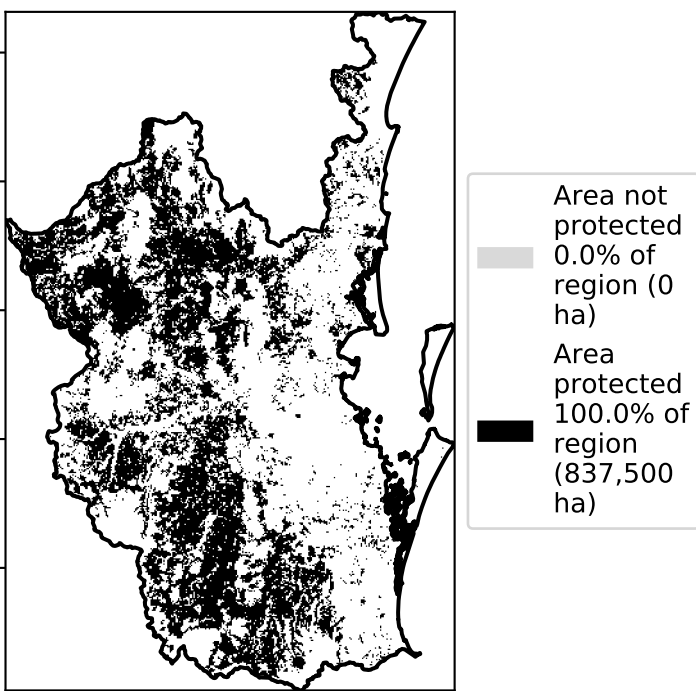 Area not
protected
0.0% of
region (0
ha)
Area
protected
100.0% of
region
(837,500
ha)